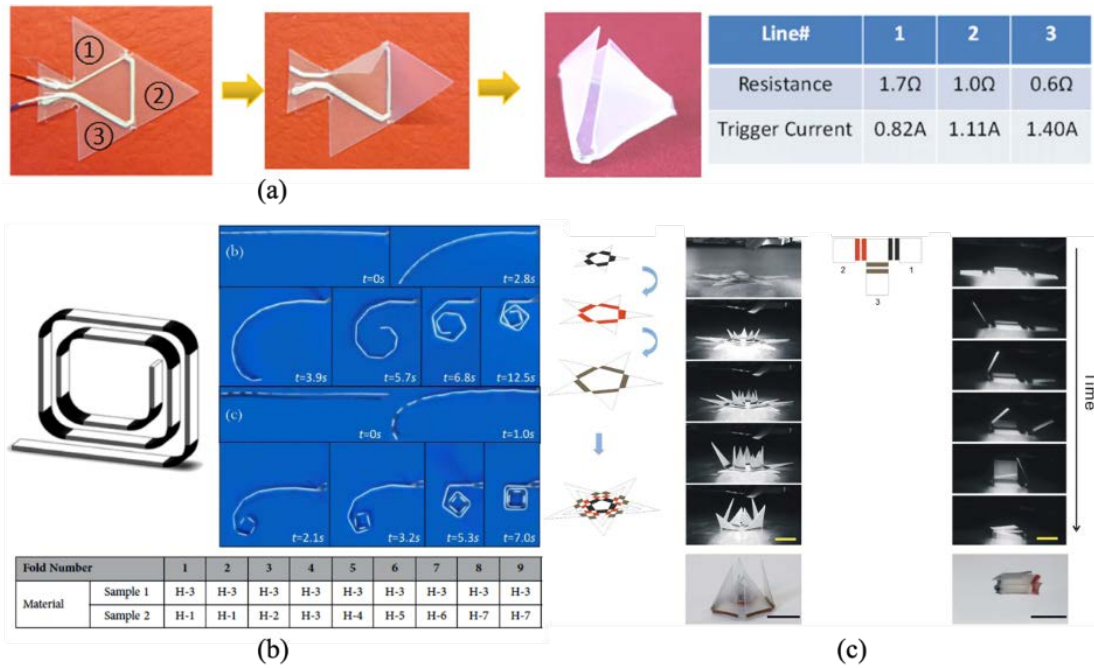 ①
②
③
Line# 1 2 3
Resistance 1.7Ω 1.0Ω 0.6Ω
Trigger Current 0.82A 1.11A 1.40A
(a)
(b)
t=0s t=2.8s
t=3.9s t=5.7s t=6.8s t=12.5s
(c)
t=0s t=1.0s
t=2.1s t=3.2s t=5.3s t=7.0s
Fold Number 1 2 3 4 5 6 7 8 9
Material
Sample 1 H-3 H-3 H-3 H-3 H-3 H-3 H-3 H-3 H-3
Sample 2 H-1 H-1 H-2 H-3 H-4 H-5 H-6 H-7 H-7
(b)
2 1
3
Time
(c)